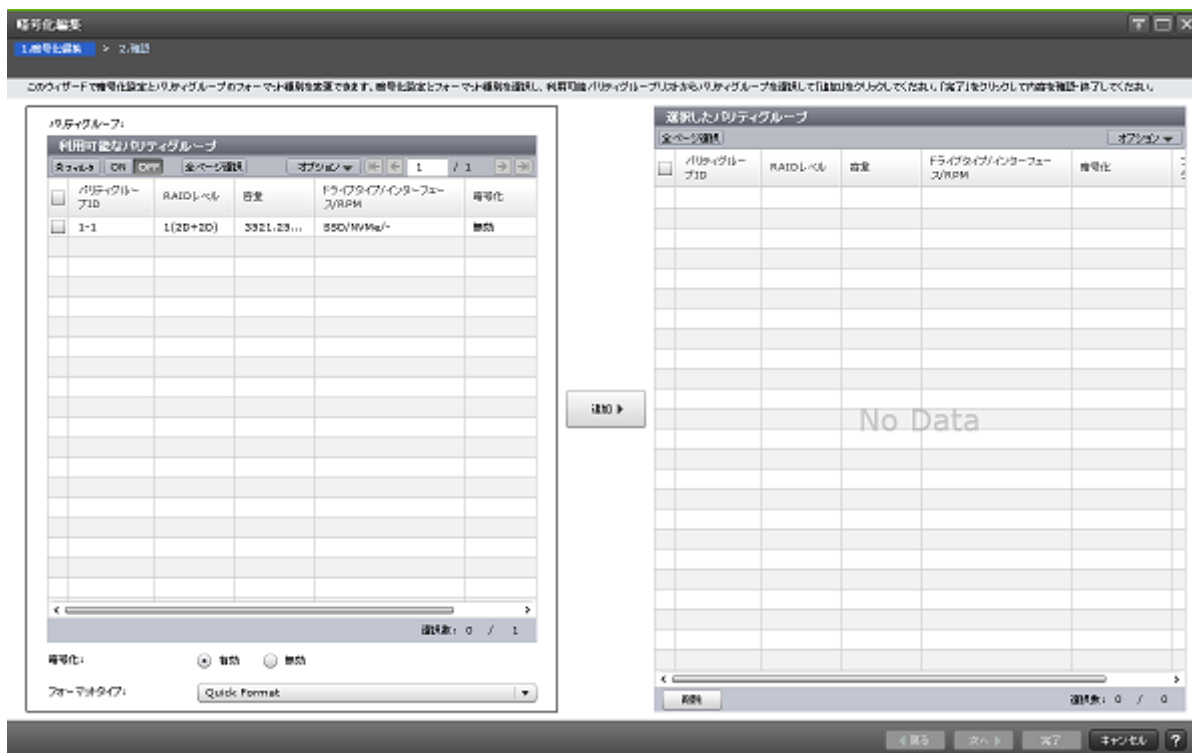 暗号化編集
1.暗号化編集 > 2.確認
このウィザードで暗号化設定とパリティグループのフォーマット種別を変更できます。暗号化設定とフォーマット種別を選択し、利用可能パリティグループリストからパリティグループを選択して「追加」をクリックしてください。「完了」をクリックして内容を確認・終了してください。
パリティグループ:
利用可能なパリティグループ
ON OFF 全ページ選択 オプション 1 / 1
パリティグループID RAIDレベル 容量 ドライブタイプ/インターフェース/RPM 暗号化
1-1 1(2D+2D) SSD/NVMe/- 無効
選択数: 0 / 1
暗号化: 有効 無効
フォーマットタイプ: Quick Format
追加
選択したパリティグループ
全ページ選択 オプション
パリティグループID RAIDレベル 容量 ドライブタイプ/インターフェース/RPM 暗号化
No Data
削除 選択数: 0 / 0
戻る 次へ 完了 キャンセル ?